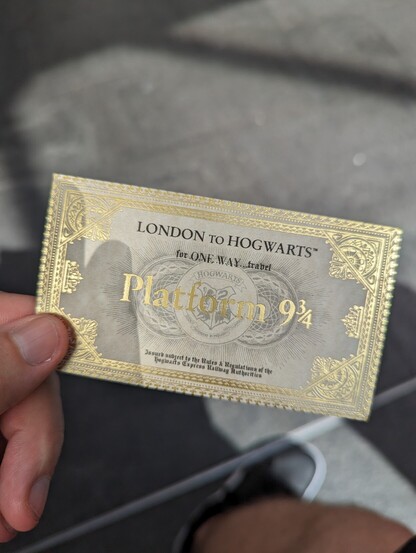 LONDON TO HOGWARTS™
for ONE WAY travel
HOGWARTS
Platform 9¾
Issued subject to the Rules & Regulations of the
Hogwarts Express Railway Authorities